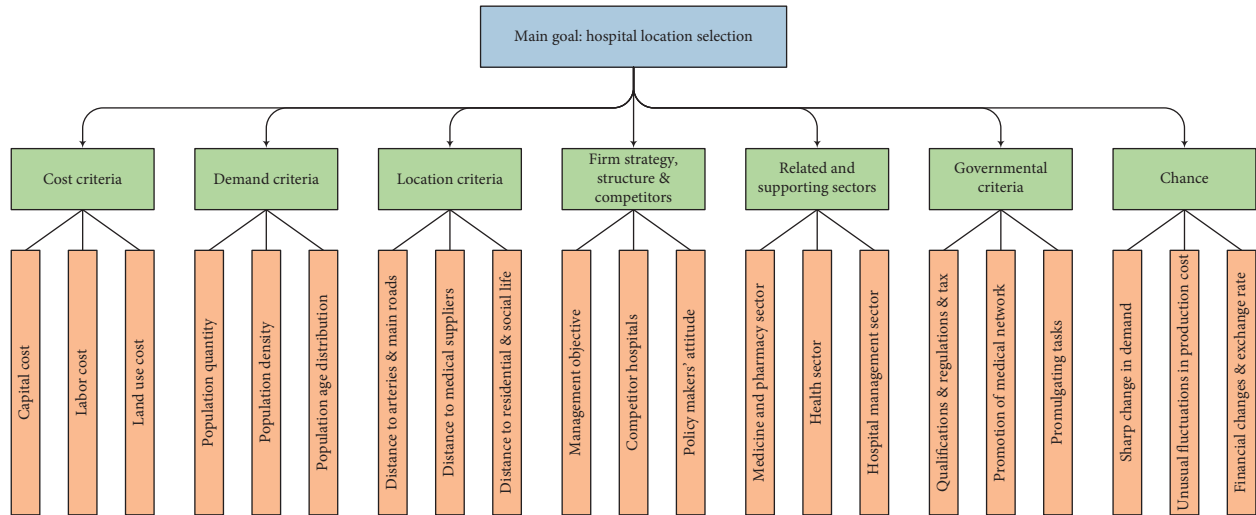 Main goal: hospital location selection
Cost criteria
Demand criteria
Location criteria
Firm strategy,
structure &
competitors
Related and
supporting sectors
Governmental
criteria
Chance
Capital cost
Labor cost
Land use cost
Population quantity
Population density
Population age distribution
Distance to arteries & main roads
Distance to medical suppliers
Distance to residential & social life
Management objective
Competitor hospitals
Policy makers’ attitude
Medicine and pharmacy sector
Health sector
Hospital management sector
Qualifications & regulations & tax
Promotion of medical network
Promulgating tasks
Sharp change in demand
Unusual fluctuations in production cost
Financial changes & exchange rate